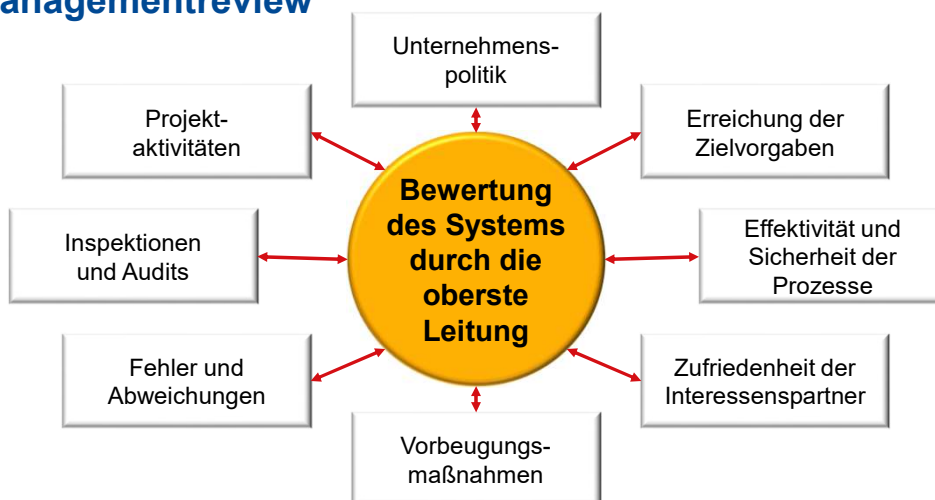 anagementreview
Unternehmens-
politik
Projekt-
aktivitäten
Erreichung der
Zielvorgaben
Bewertung
des Systems
durch die
oberste
Leitung
Inspektionen
und Audits
Effektivität und
Sicherheit der
Prozesse
Fehler und
Abweichungen
Zufriedenheit der
Interessenspartner
Vorbeugungs-
maßnahmen